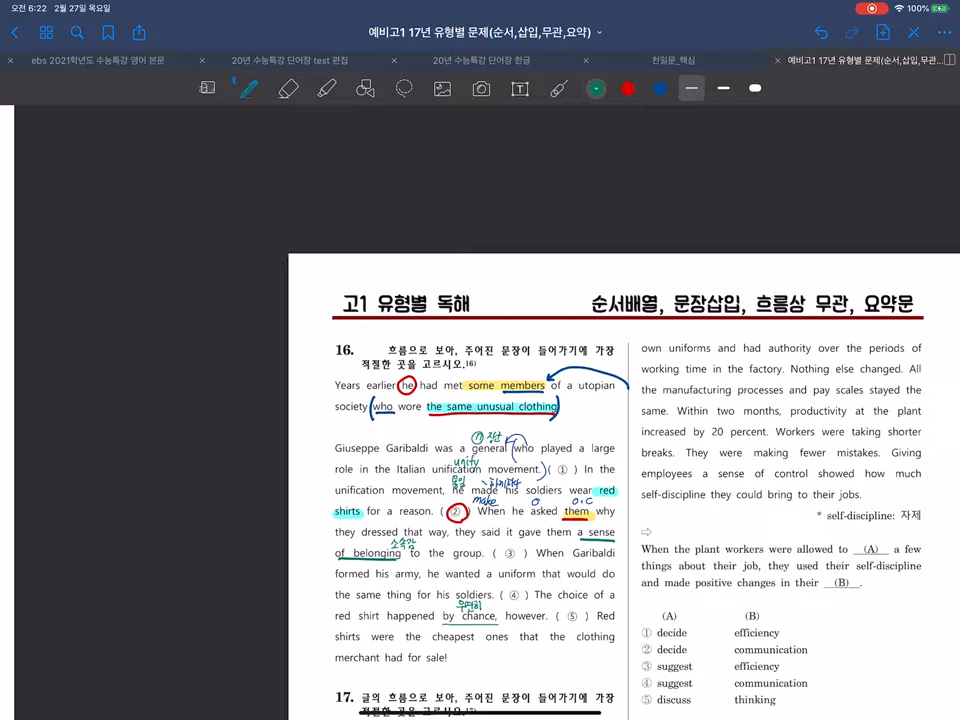 오전 6:22 2월 27일 목요일
100%
예비고1 17년 유형별 문제(순서,삽입,무관,요약)
ebs 2021학년도 수능특강 영어 본문
20년 수능특강 단어장 test 편집
20년 수능특강 단어장 한글
천일문_핵심
예비고1 17년 유형별 문제(순서,삽입,무관,요약)...
고1 유형별 독해
순서배열, 문장삽입, 흐름상 무관, 요약문
16. 흐름으로 보아, 주어진 문장이 들어가기에 가장
적절한 곳을 고르시오.16)
Years earlier he had met some members of a utopian
society (who wore the same unusual clothing)
ⓝ 장군
Giuseppe Garibaldi was a general who played a large
unify
role in the Italian unification movement. ( ① ) In the
통일
unification movement, he made his soldiers wear red
make O O.C
shirts for a reason. ( ② ) When he asked them why
they dressed that way, they said it gave them a sense
소속감
of belonging to the group. ( ③ ) When Garibaldi
formed his army, he wanted a uniform that would do
the same thing for his soldiers. ( ④ ) The choice of a
우연히
red shirt happened by chance, however. ( ⑤ ) Red
shirts were the cheapest ones that the clothing
merchant had for sale!
17. 글의 흐름으로 보아, 주어진 문장이 들어가기에 가장
적절한 곳을 고르시오.17)
own uniforms and had authority over the periods of
working time in the factory. Nothing else changed. All
the manufacturing processes and pay scales stayed the
same. Within two months, productivity at the plant
increased by 20 percent. Workers were taking shorter
breaks. They were making fewer mistakes. Giving
employees a sense of control showed how much
self-discipline they could bring to their jobs.
* self-discipline: 자제
⇨
When the plant workers were allowed to (A) a few
things about their job, they used their self-discipline
and made positive changes in their (B) .
(A) (B)
① decide efficiency
② decide communication
③ suggest efficiency
④ suggest communication
⑤ discuss thinking